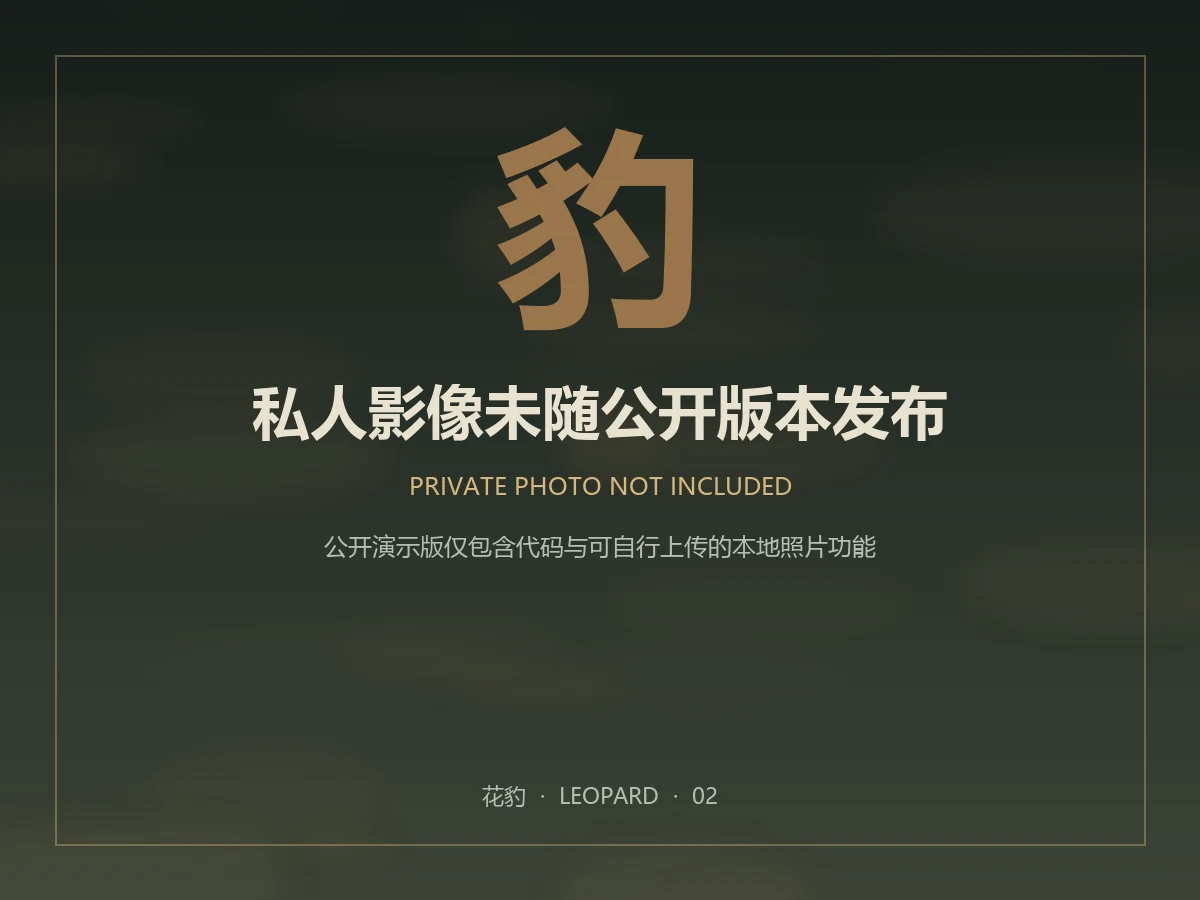 豹
私人影像未随公开版本发布
PRIVATE PHOTO NOT INCLUDED
公开演示版仅包含代码与可自行上传的本地照片功能
花豹 · LEOPARD · 02